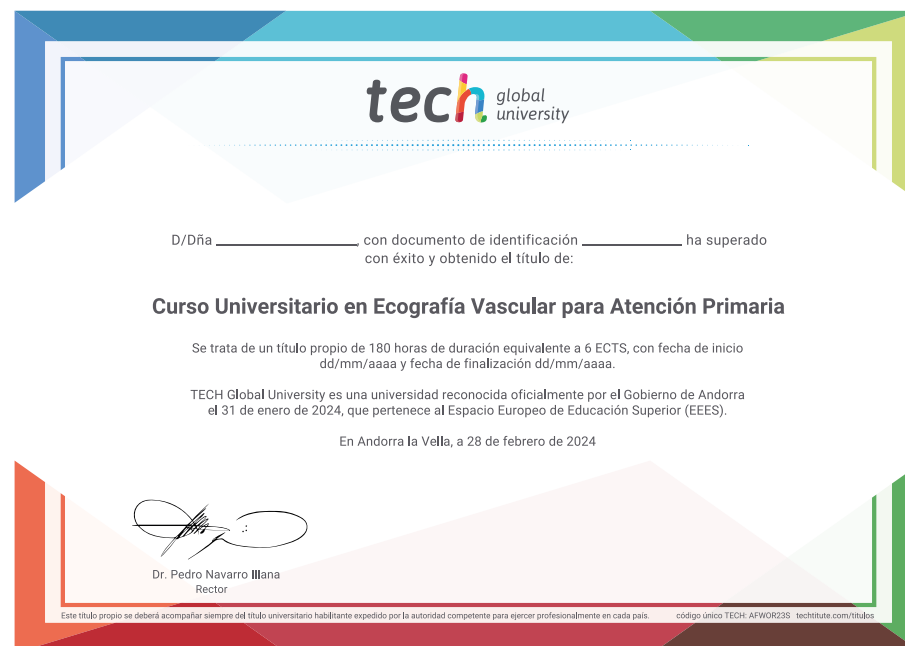 tech global university
D/Dña ______________, con documento de identificación __________ ha superado
con éxito y obtenido el título de:
Curso Universitario en Ecografía Vascular para Atención Primaria
Se trata de un título propio de 180 horas de duración equivalente a 6 ECTS, con fecha de inicio
dd/mm/aaaa y fecha de finalización dd/mm/aaaa.
TECH Global University es una universidad reconocida oficialmente por el Gobierno de Andorra
el 31 de enero de 2024, que pertenece al Espacio Europeo de Educación Superior (EEES).
En Andorra la Vella, a 28 de febrero de 2024
Dr. Pedro Navarro Illana
Rector
Este título propio se deberá acompañar siempre del título universitario habilitante expedido por la autoridad competente para ejercer profesionalmente en cada país. código único TECH: AFWOR23S techtitute.com/titulos